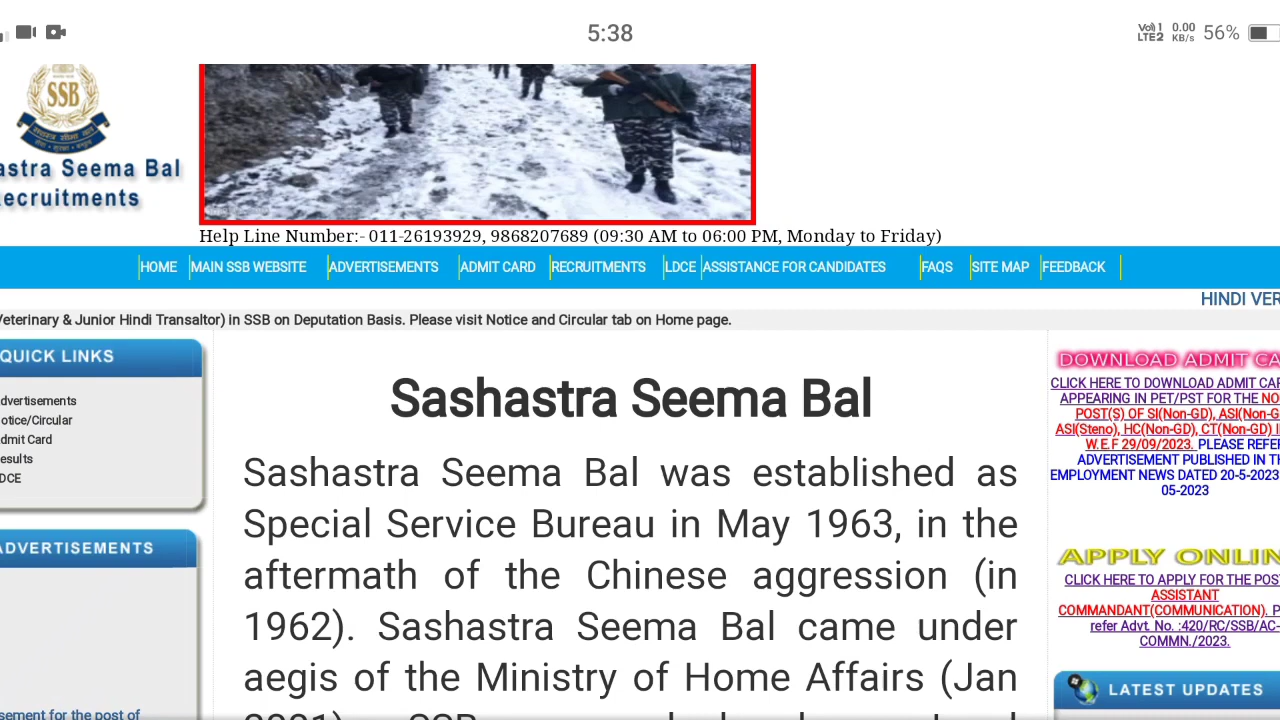 5:38
Vo) 1
LTE2
0.00
KB/s
56%
SSB
astra Seema Bal
ecruitments
Help Line Number:- 011-26193929, 9868207689 (09:30 AM to 06:00 PM, Monday to Friday)
HOME MAIN SSB WEBSITE ADVERTISEMENTS ADMIT CARD RECRUITMENTS LDCE ASSISTANCE FOR CANDIDATES FAQS SITE MAP FEEDBACK
HINDI VER
Veterinary & Junior Hindi Transaltor) in SSB on Deputation Basis. Please visit Notice and Circular tab on Home page.
QUICK LINKS
dvertisements
otice/Circular
dmit Card
esults
DCE
ADVERTISEMENTS
sement for the post of
Sashastra Seema Bal
Sashastra Seema Bal was established as
Special Service Bureau in May 1963, in the
aftermath of the Chinese aggression (in
1962). Sashastra Seema Bal came under
aegis of the Ministry of Home Affairs (Jan
DOWNLOAD ADMIT CA
CLICK HERE TO DOWNLOAD ADMIT CAR
APPEARING IN PET/PST FOR THE NO
POST(S) OF SI(Non-GD), ASI(Non-G
ASI(Steno), HC(Non-GD), CT(Non-GD) I
W.E.F 29/09/2023. PLEASE REFE
ADVERTISEMENT PUBLISHED IN TH
EMPLOYMENT NEWS DATED 20-5-2023
05-2023
APPLY ONLIN
CLICK HERE TO APPLY FOR THE POS
ASSISTANT
COMMANDANT(COMMUNICATION). P
refer Advt. No. :420/RC/SSB/AC-
COMMN./2023.
LATEST UPDATES